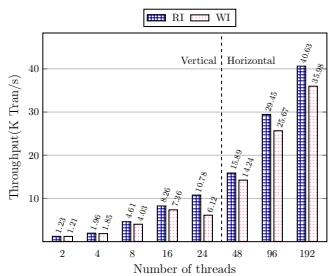 RI WI
Throughput(K Tran/s)
40
30
20
10
Vertical Horizontal
1.23 1.21 1.96 1.85 4.61 4.03 8.26 7.36 10.78 6.12 15.89 14.24 29.45 25.67 40.63 35.98
2 4 8 16 24 48 96 192
Number of threads